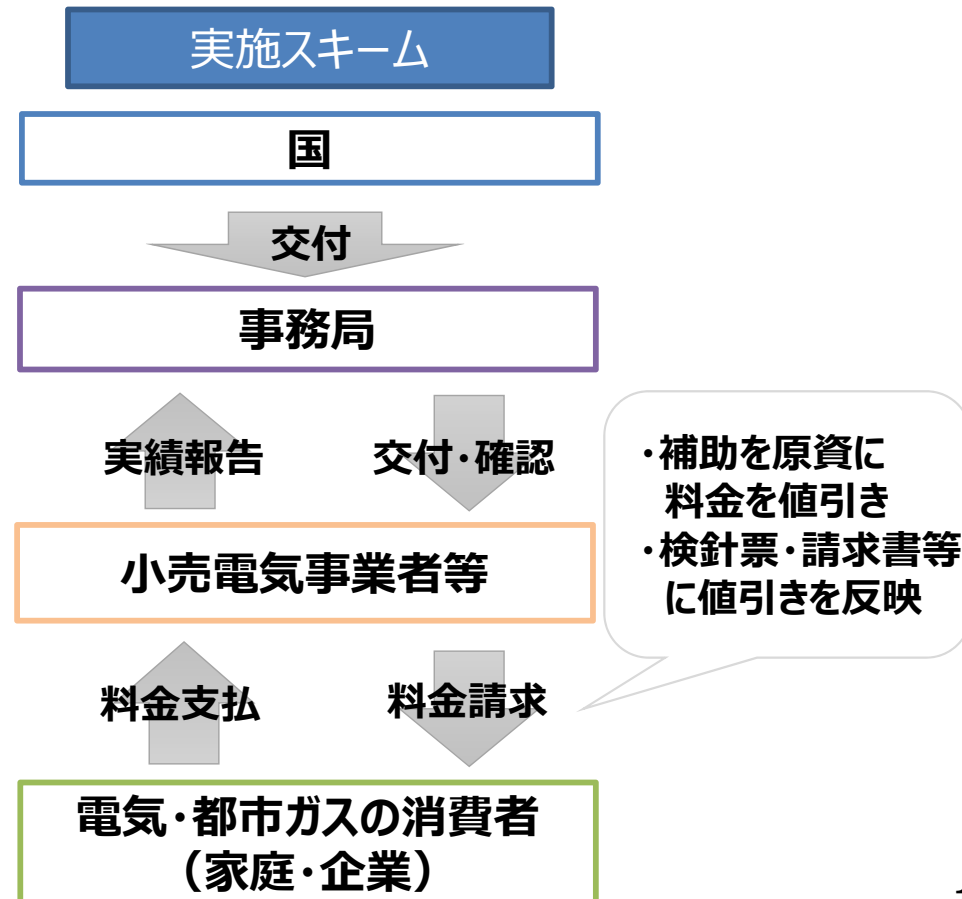 実施スキーム
国
交付
事務局
実績報告
交付・確認
・補助を原資に
料金を値引き
・検針票・請求書等
に値引きを反映
小売電気事業者等
料金支払
料金請求
電気・都市ガスの消費者
（家庭・企業）